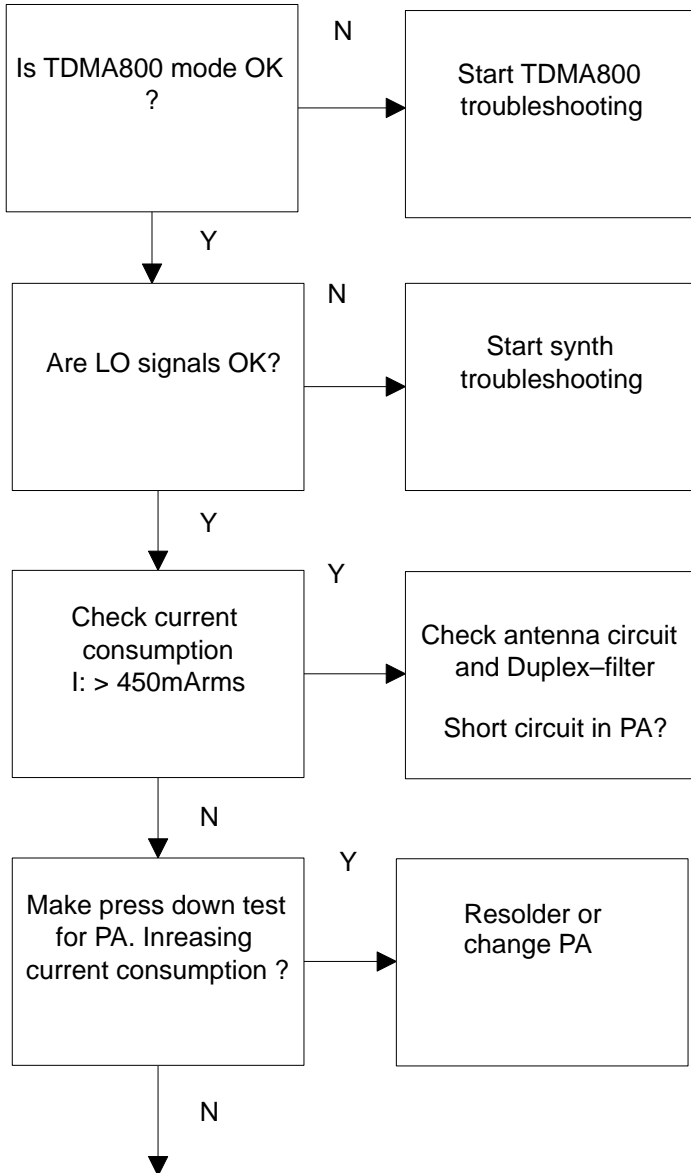 Is TDMA800 mode OK
?
N
Start TDMA800
troubleshooting
Y
Are LO signals OK?
N
Start synth
troubleshooting
Y
Check current
consumption
I: > 450mArms
Y
Check antenna circuit
and Duplex–filter
Short circuit in PA?
N
Make press down test
for PA. Inreasing
current consumption ?
Y
Resolder or
change PA
N